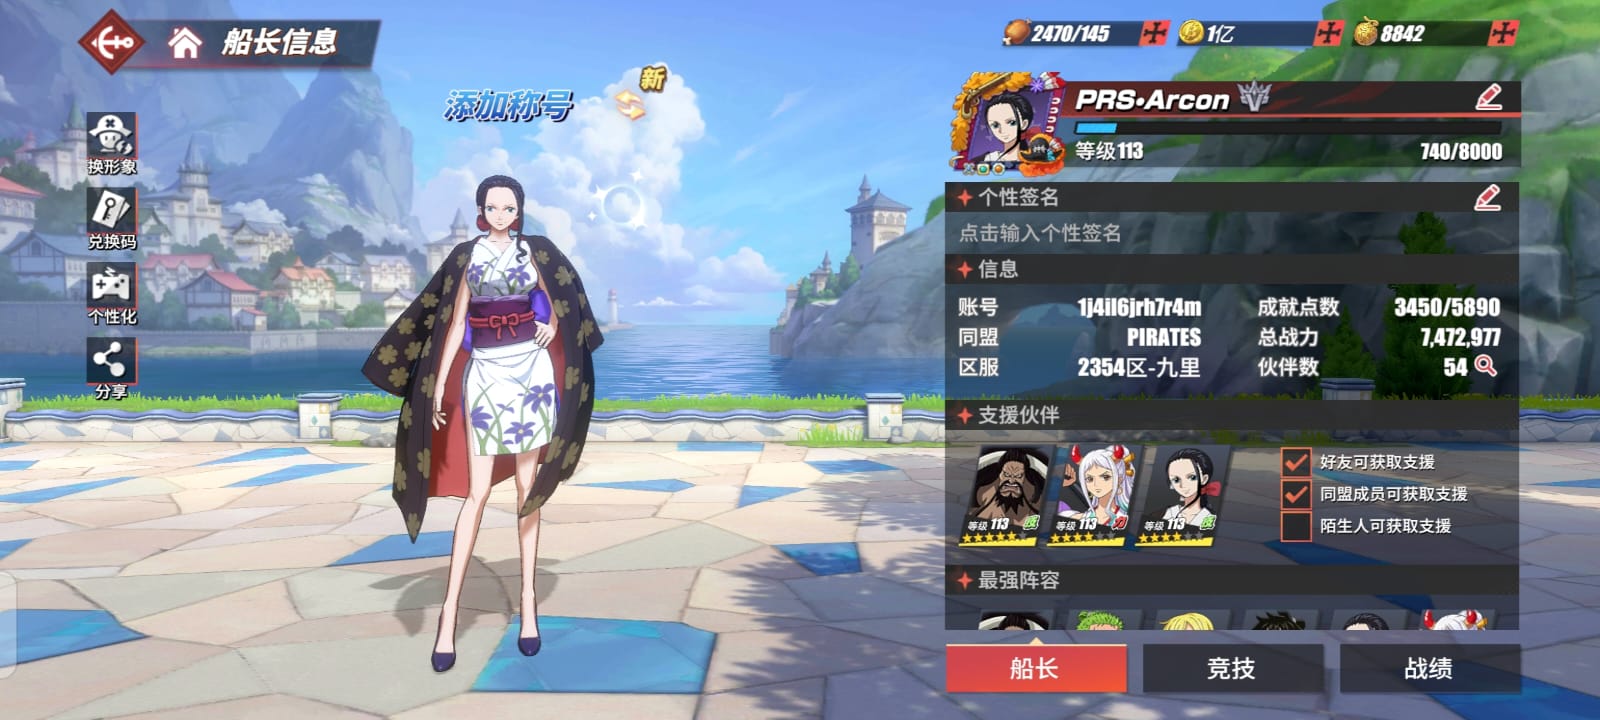 船长信息
2470/145
1亿
8842
添加称号
新
换形象
兑换码
个性化
分享
PRS•Arcon
等级113
740/8000
个性签名
点击输入个性签名
信息
账号 1j4il6jrh7r4m 成就点数 3450/5890
同盟 PIRATES 总战力 7,472,977
区服 2354区-九里 伙伴数 54
支援伙伴
等级 113 技
等级 113 力
等级 113 技
好友可获取支援
同盟成员可获取支援
陌生人可获取支援
最强阵容
船长
竞技
战绩